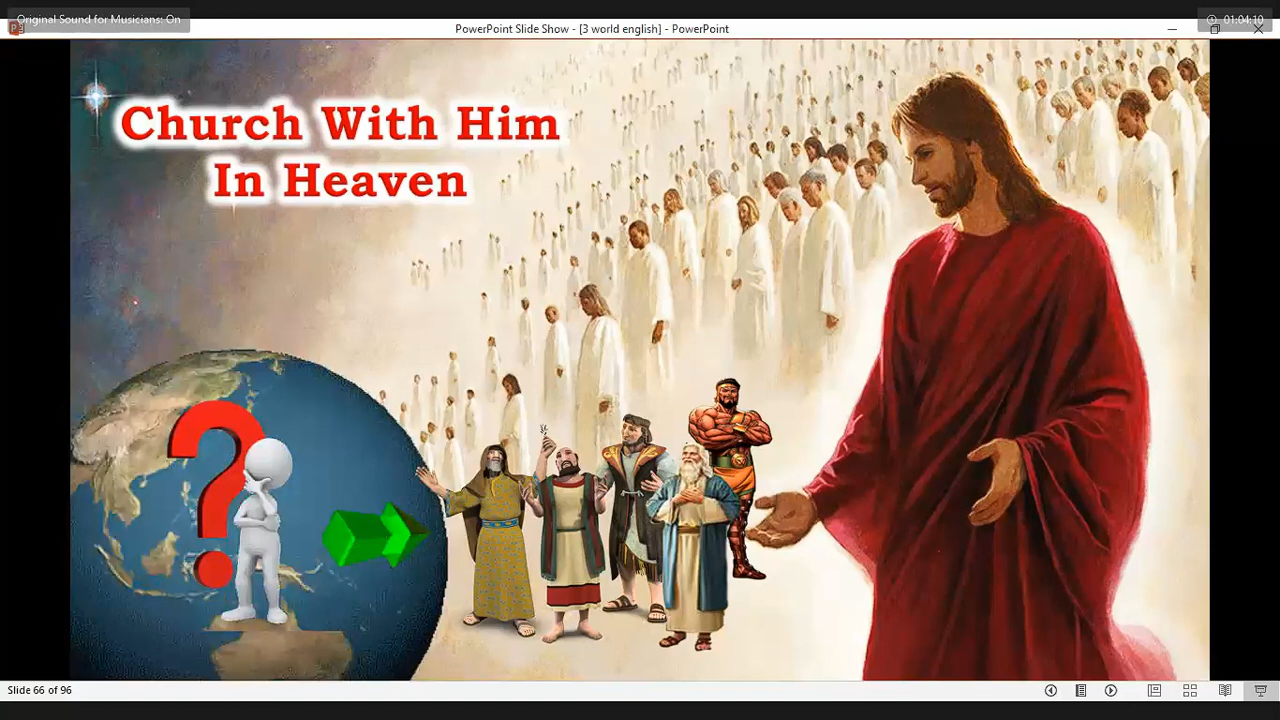 Original Sound for Musicians: On
01:04:10
PowerPoint Slide Show - [3 world english] - PowerPoint
Church With Him
In Heaven
?
Slide 66 of 96